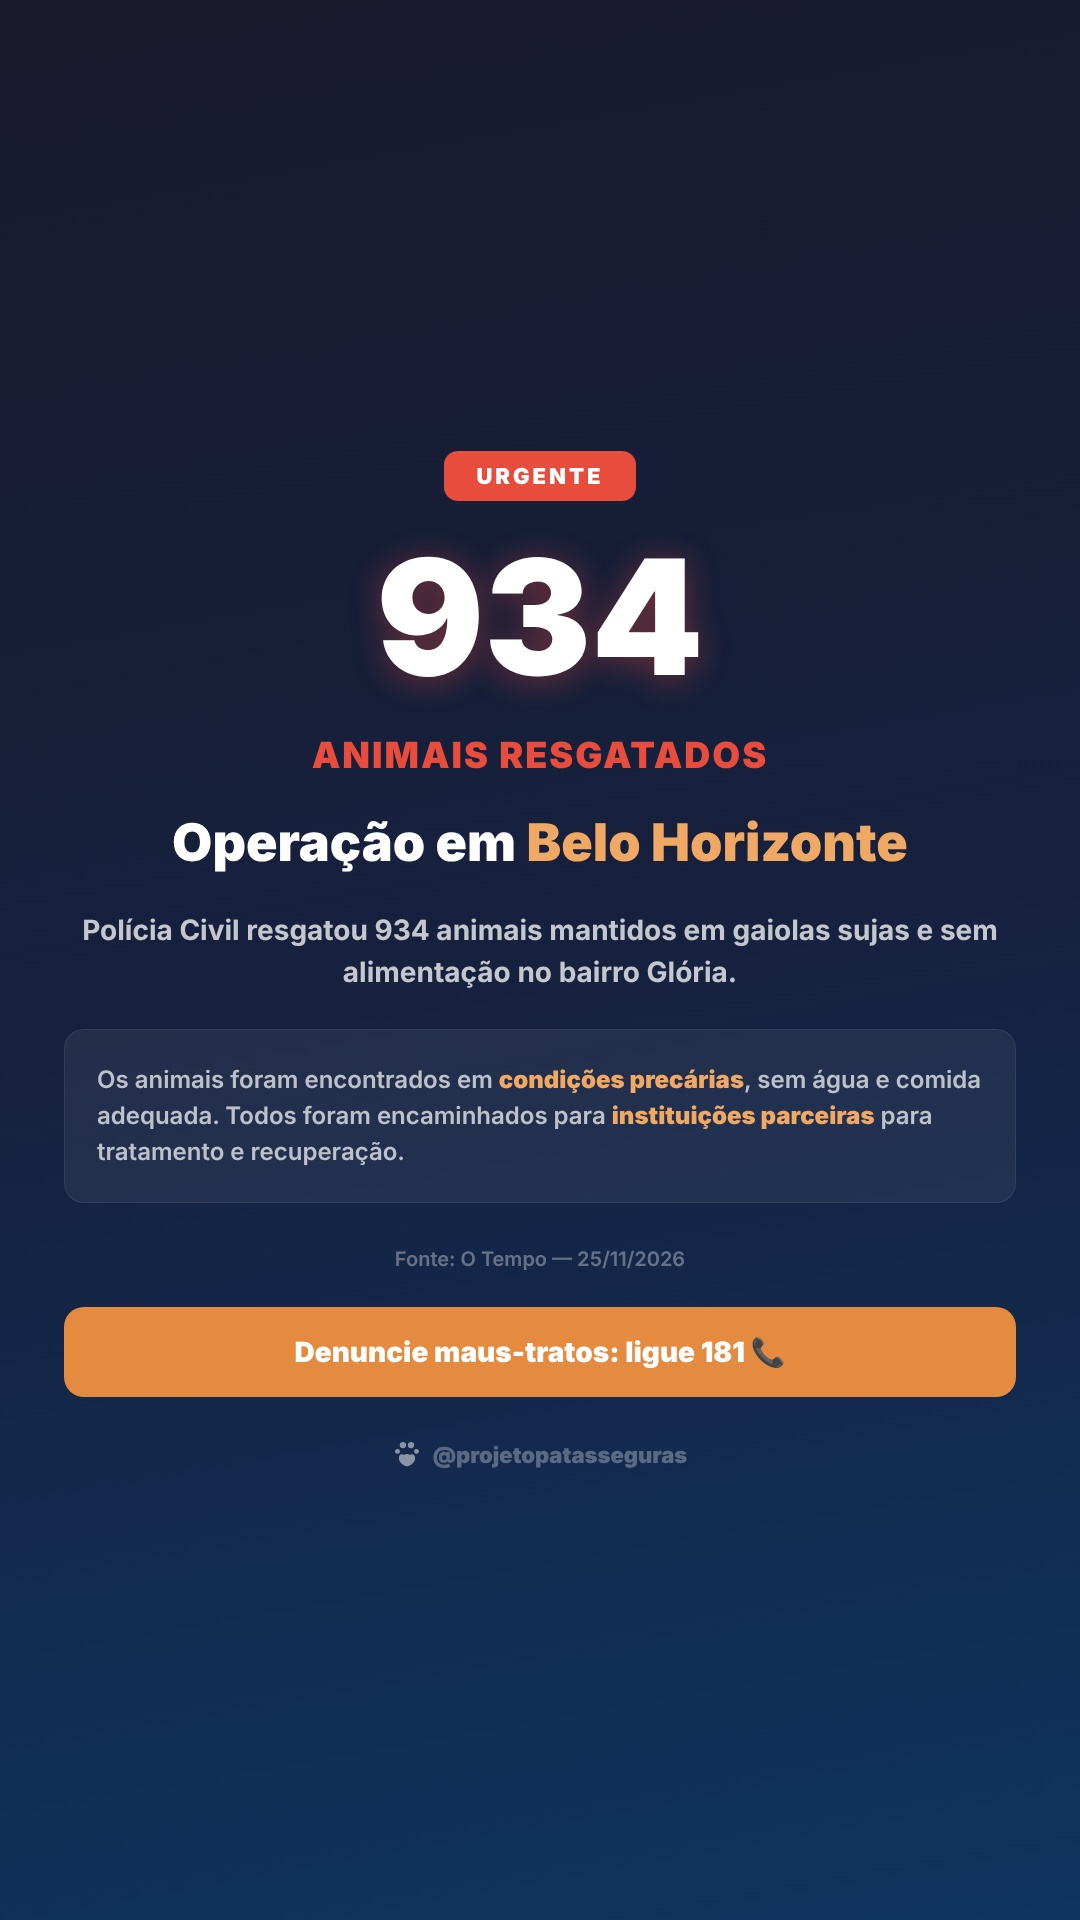 URGENTE
934
ANIMAIS RESGATADOS
Operação em Belo Horizonte
Polícia Civil resgatou 934 animais mantidos em gaiolas sujas e sem
alimentação no bairro Glória.
Os animais foram encontrados em condições precárias, sem água e comida
adequada. Todos foram encaminhados para instituições parceiras para
tratamento e recuperação.
Fonte: O Tempo — 25/11/2026
Denuncie maus-tratos: ligue 181 📞
@projetopatasseguras